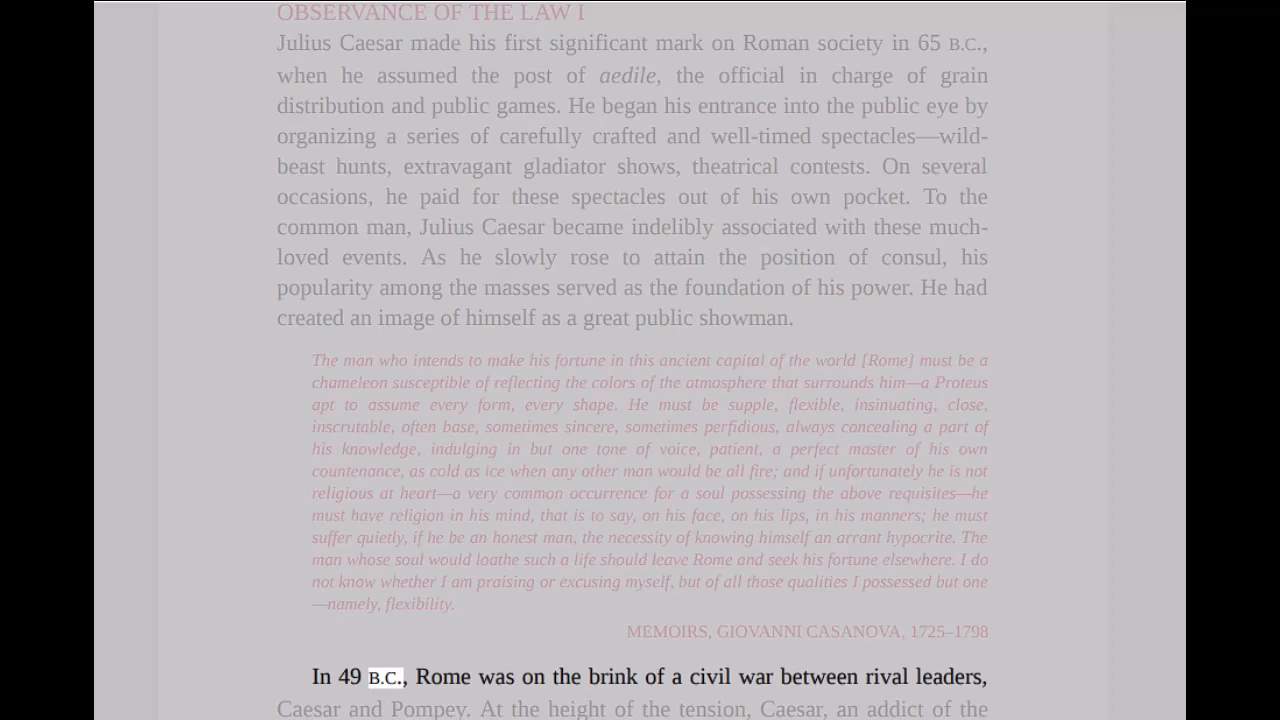 OBSERVANCE OF THE LAW I
Julius Caesar made his first significant mark on Roman society in 65 B.C.,
when he assumed the post of aedile, the official in charge of grain
distribution and public games. He began his entrance into the public eye by
organizing a series of carefully crafted and well-timed spectacles—wild-
beast hunts, extravagant gladiator shows, theatrical contests. On several
occasions, he paid for these spectacles out of his own pocket. To the
common man, Julius Caesar became indelibly associated with these much-
loved events. As he slowly rose to attain the position of consul, his
popularity among the masses served as the foundation of his power. He had
created an image of himself as a great public showman.
The man who intends to make his fortune in this ancient capital of the world [Rome] must be a
chameleon susceptible of reflecting the colors of the atmosphere that surrounds him—a Proteus
apt to assume every form, every shape. He must be supple, flexible, insinuating, close,
inscrutable, often base, sometimes sincere, sometimes perfidious, always concealing a part of
his knowledge, indulging in but one tone of voice, patient, a perfect master of his own
countenance, as cold as ice when any other man would be all fire; and if unfortunately he is not
religious at heart—a very common occurrence for a soul possessing the above requisites—he
must have religion in his mind, that is to say, on his face, on his lips, in his manners; he must
suffer quietly, if he be an honest man, the necessity of knowing himself an arrant hypocrite. The
man whose soul would loathe such a life should leave Rome and seek his fortune elsewhere. I do
not know whether I am praising or excusing myself, but of all those qualities I possessed but one
—namely, flexibility.
MEMOIRS, GIOVANNI CASANOVA, 1725–1798
In 49 B.C., Rome was on the brink of a civil war between rival leaders,
Caesar and Pompey. At the height of the tension, Caesar, an addict of the